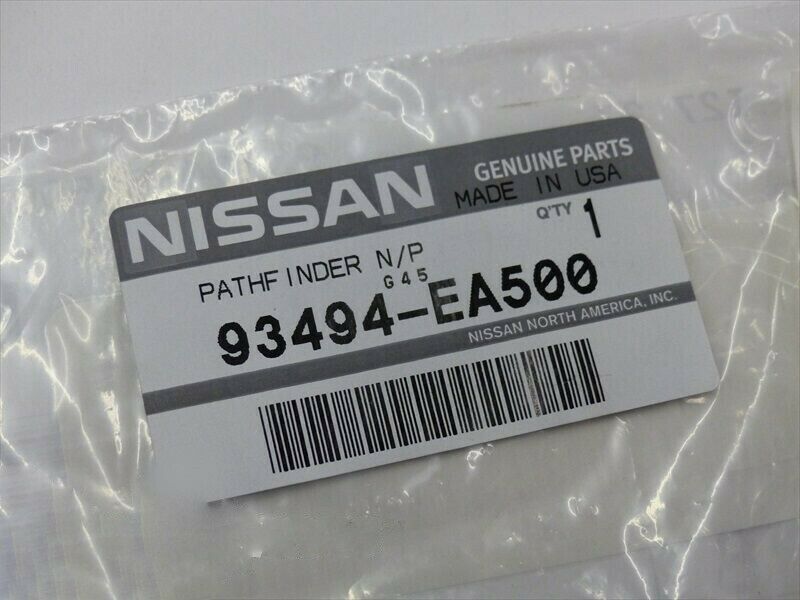 NISSAN
GENUINE PARTS
MADE IN USA
Q'TY 1
PATHFINDER N/P
G45
93494-EA500
NISSAN NORTH AMERICA, INC.